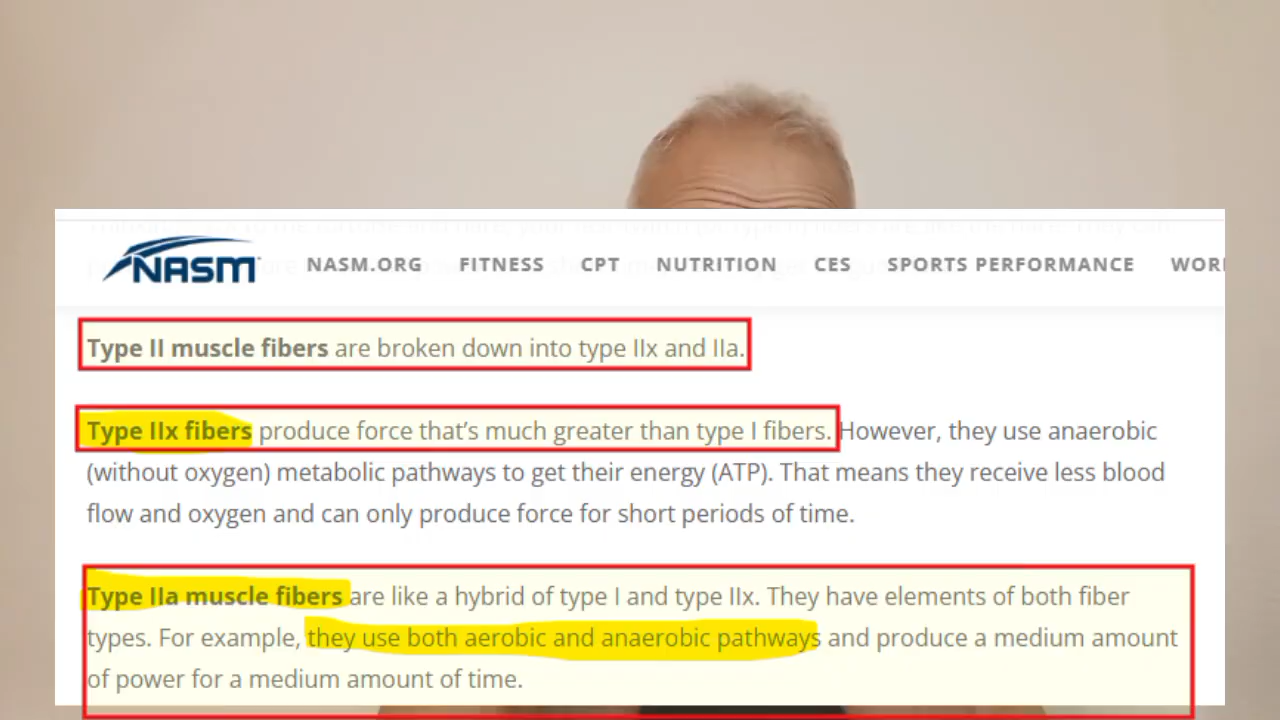 NASM NASM.ORG FITNESS CPT NUTRITION CES SPORTS PERFORMANCE WOR
Type II muscle fibers are broken down into type IIx and IIa.
Type IIx fibers produce force that's much greater than type I fibers. However, they use anaerobic
(without oxygen) metabolic pathways to get their energy (ATP). That means they receive less blood
flow and oxygen and can only produce force for short periods of time.
Type IIa muscle fibers are like a hybrid of type I and type IIx. They have elements of both fiber
types. For example, they use both aerobic and anaerobic pathways and produce a medium amount
of power for a medium amount of time.